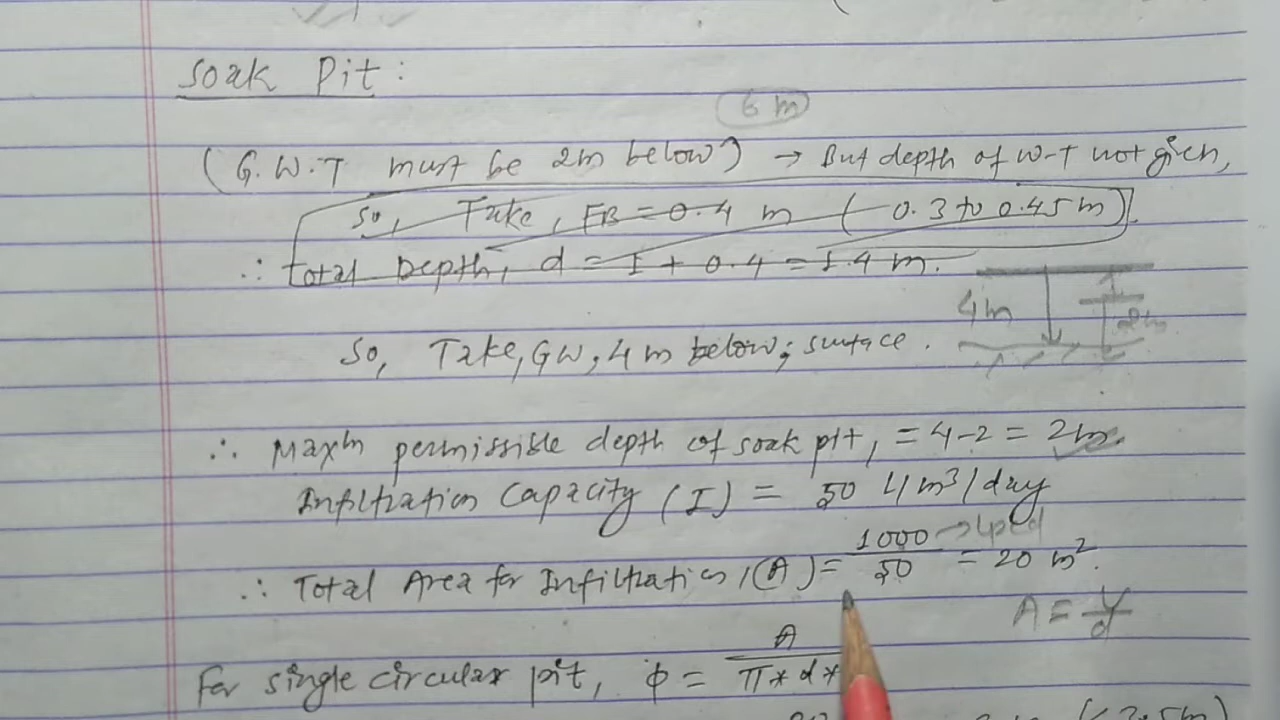 Soak Pit:
6 m
(G.W.T must be 2m below) → But depth of W-T not given,
So, Take, FB = 0.4 m (0.3 to 0.45m)
∴ total Depth, d = 1 + 0.4 = 1.4 m.
4m
2m
So, Take, GW, 4 m below; surface.
∴ Maxm permissible depth of soak pit, = 4-2 = 2m.
Infiltration Capacity (I) = 50 L/m3/day
∴ Total Area for Infiltration, (A) = 1000/50 = 20 m2.
A = V/d
For single circular pit, ɸ = A/π*d*